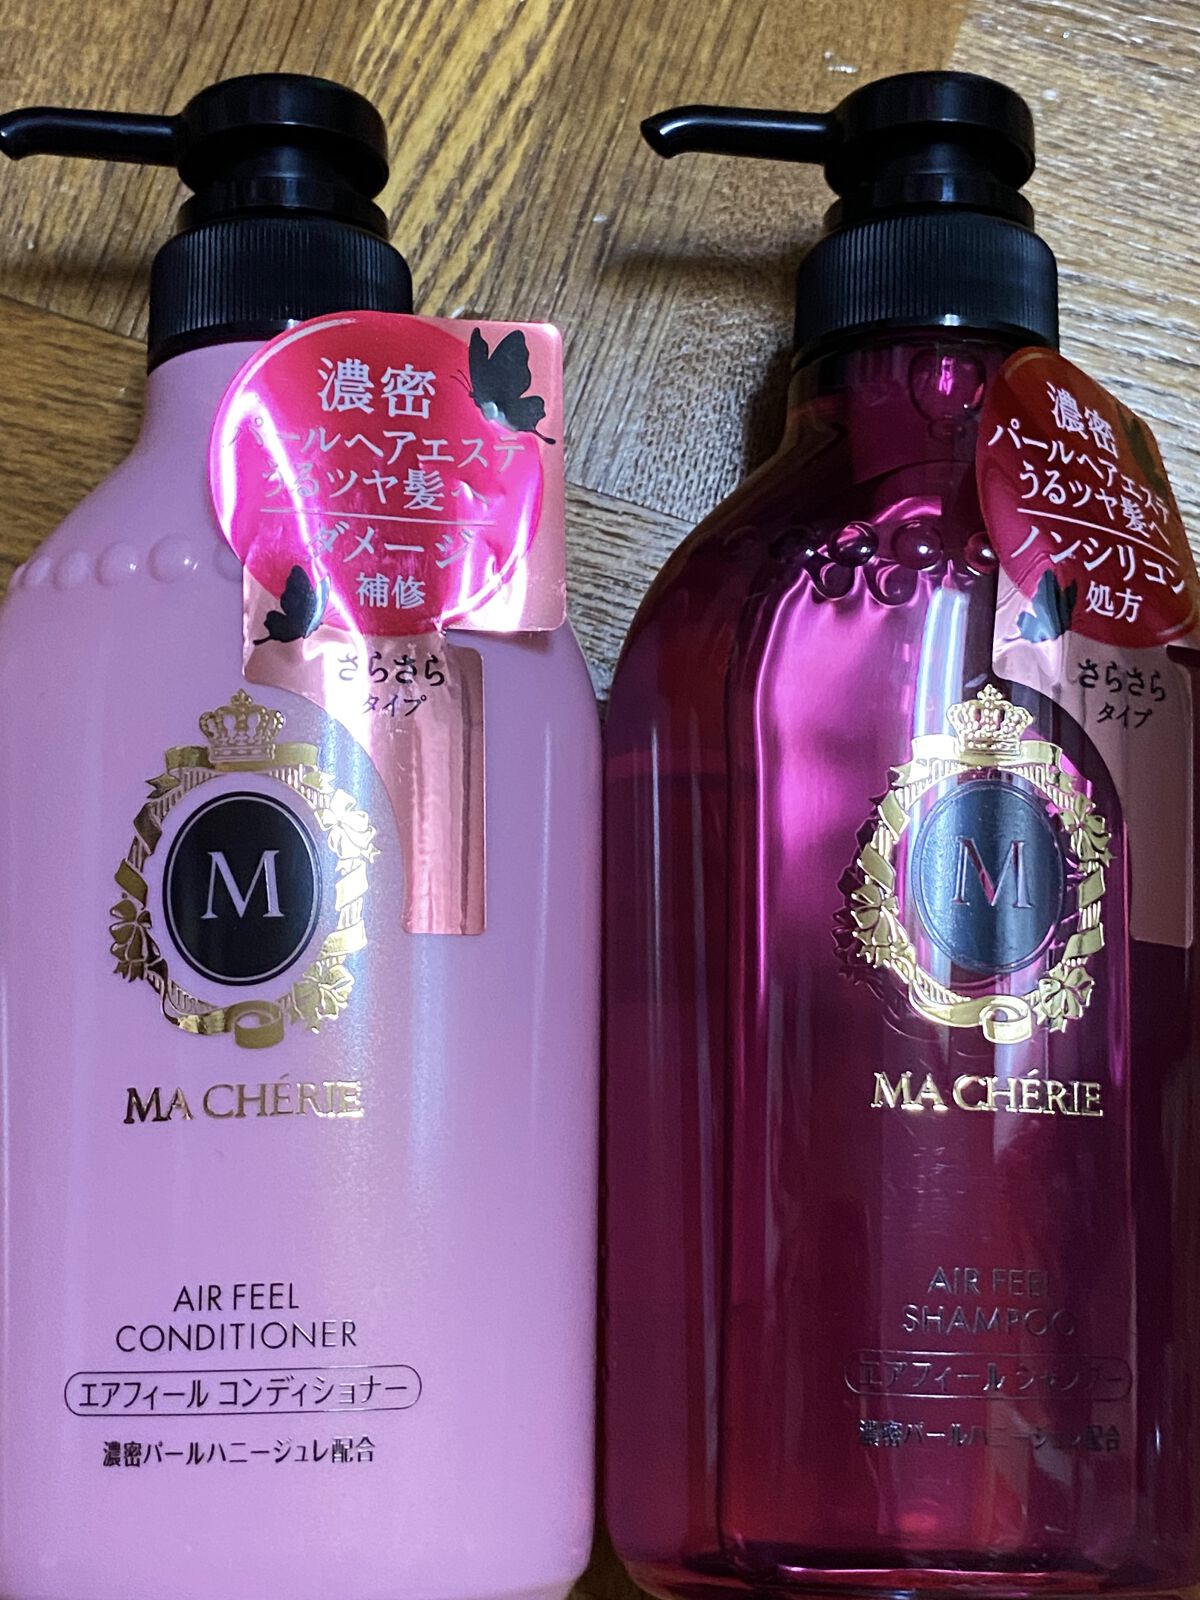 濃密
パールヘアエステ
うるツヤ髪へ
ダメージ
補修
さらさら
タイプ
M
MA CHÉRIE
AIR FEEL
CONDITIONER
エアフィール コンディショナー
濃密パールハニージュレ配合
濃密
パールヘアエステ
うるツヤ髪へ
ノンシリコン
処方
さらさら
タイプ
M
MA CHÉRIE
AIR FEEL
SHAMPOO
エアフィール シャンプー
濃密パールハニージュレ配合